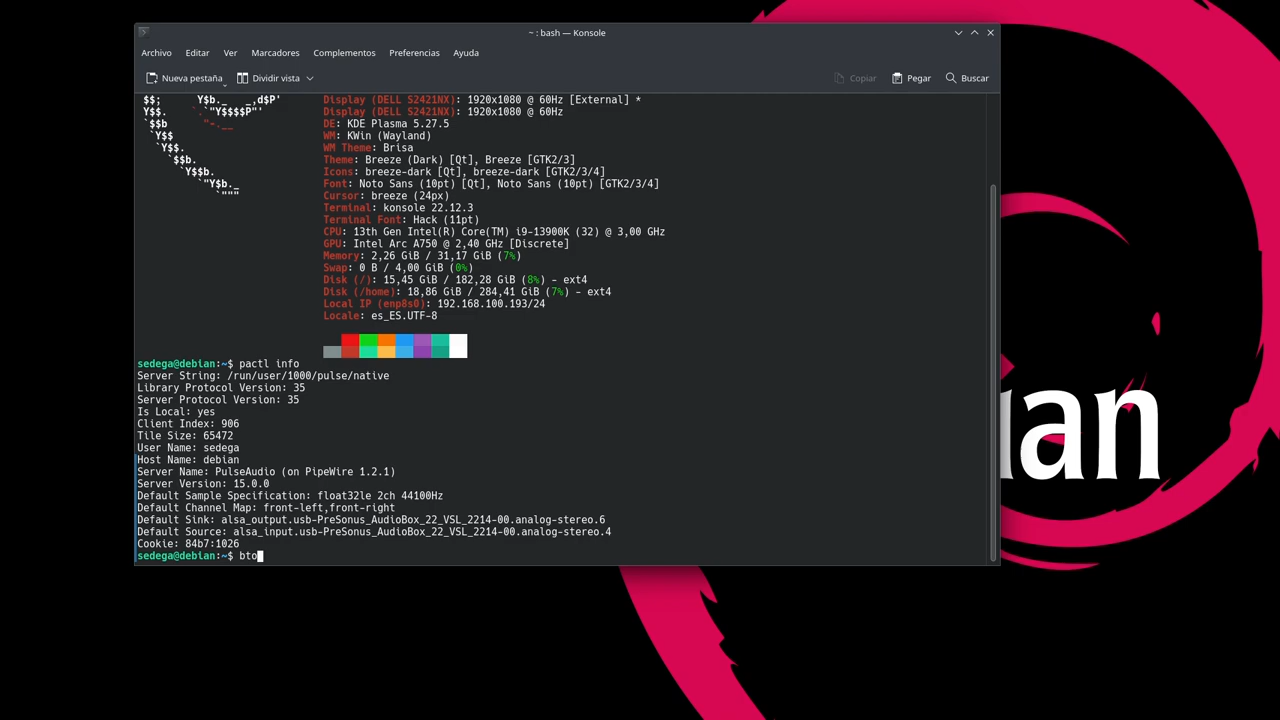 ~ : bash — Konsole
Archivo Editar Ver Marcadores Complementos Preferencias Ayuda
Nueva pestaña Dividir vista Copiar Pegar Buscar
$$; Y$b._ _,d$P' Display (DELL S2421NX): 1920x1080 @ 60Hz [External] *
Y$$. `.`"Y$$$$P"' Display (DELL S2421NX): 1920x1080 @ 60Hz
`$$b "-.__ DE: KDE Plasma 5.27.5
`Y$$ WM: KWin (Wayland)
`Y$$. WM Theme: Brisa
`$$b. Theme: Breeze (Dark) [Qt], Breeze [GTK2/3]
`Y$$b. Icons: breeze-dark [Qt], breeze-dark [GTK2/3/4]
`"Y$b._ Font: Noto Sans (10pt) [Qt], Noto Sans (10pt) [GTK2/3/4]
`""" Cursor: breeze (24px)
Terminal: konsole 22.12.3
Terminal Font: Hack (11pt)
CPU: 13th Gen Intel(R) Core(TM) i9-13900K (32) @ 3,00 GHz
GPU: Intel Arc A750 @ 2,40 GHz [Discrete]
Memory: 2,26 GiB / 31,17 GiB (7%)
Swap: 0 B / 4,00 GiB (0%)
Disk (/): 15,45 GiB / 182,28 GiB (8%) - ext4
Disk (/home): 18,86 GiB / 284,41 GiB (7%) - ext4
Local IP (enp8s0): 192.168.100.193/24
Locale: es_ES.UTF-8
sedega@debian:~$ pactl info
Server String: /run/user/1000/pulse/native
Library Protocol Version: 35
Server Protocol Version: 35
Is Local: yes
Client Index: 906
Tile Size: 65472
User Name: sedega
Host Name: debian
Server Name: PulseAudio (on PipeWire 1.2.1)
Server Version: 15.0.0
Default Sample Specification: float32le 2ch 44100Hz
Default Channel Map: front-left,front-right
Default Sink: alsa_output.usb-PreSonus_AudioBox_22_VSL_2214-00.analog-stereo.6
Default Source: alsa_input.usb-PreSonus_AudioBox_22_VSL_2214-00.analog-stereo.4
Cookie: 84b7:1026
sedega@debian:~$ bto
ian